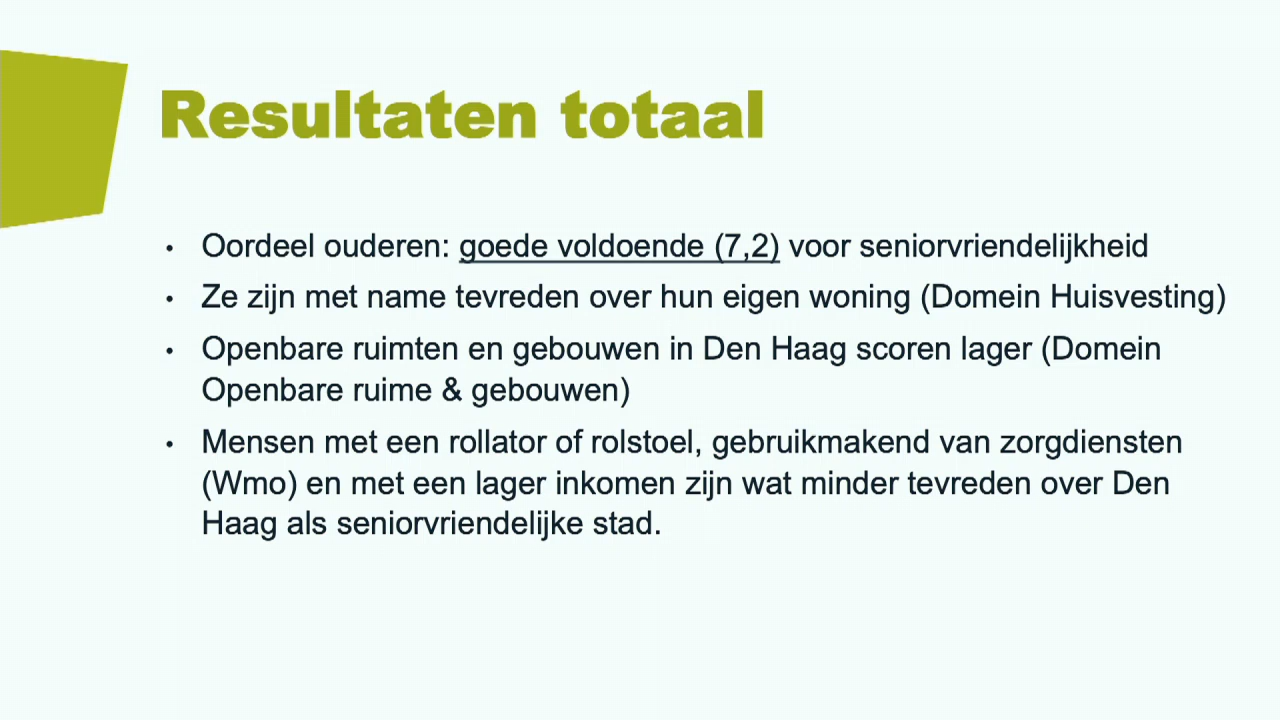 Resultaten totaal
• Oordeel ouderen: goede voldoende (7,2) voor seniorvriendelijkheid
• Ze zijn met name tevreden over hun eigen woning (Domein Huisvesting)
• Openbare ruimten en gebouwen in Den Haag scoren lager (Domein
Openbare ruime & gebouwen)
• Mensen met een rollator of rolstoel, gebruikmakend van zorgdiensten
(Wmo) en met een lager inkomen zijn wat minder tevreden over Den
Haag als seniorvriendelijke stad.